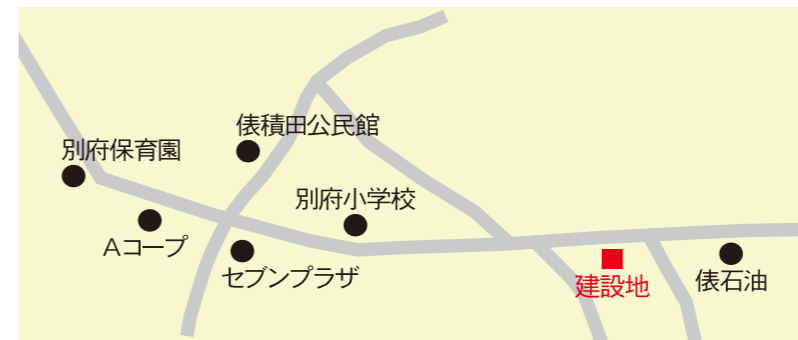 俵積田公民館
別府保育園
別府小学校
Aコープ
セブンプラザ
建設地
俵石油